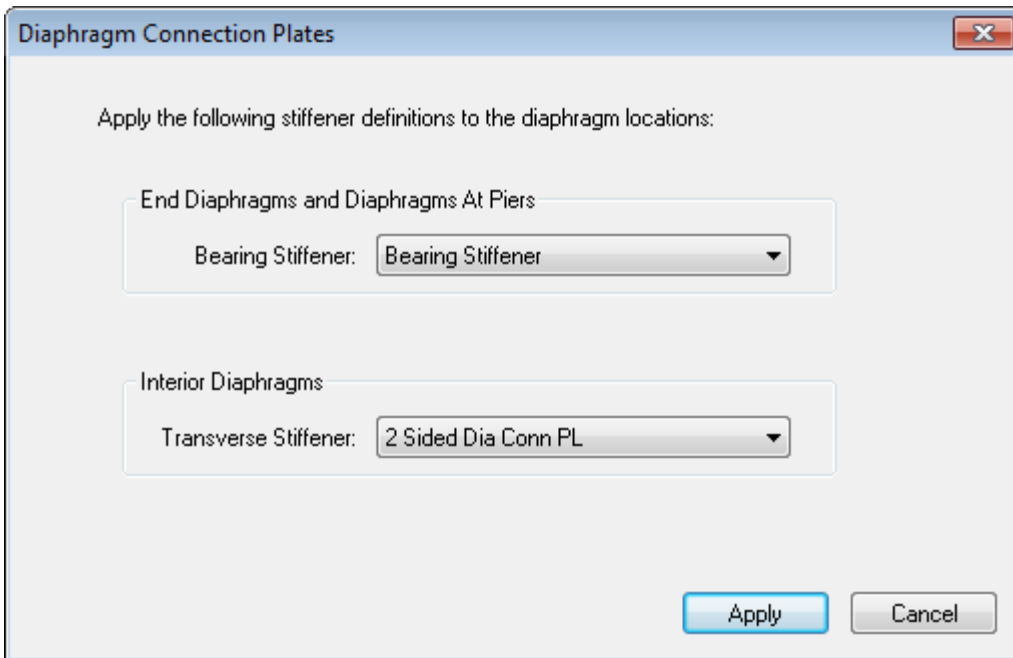 Diaphragm Connection Plates
Apply the following stiffener definitions to the diaphragm locations:
End Diaphragms and Diaphragms At Piers
Bearing Stiffener: Bearing Stiffener
Interior Diaphragms
Transverse Stiffener: 2 Sided Dia Conn PL
Apply Cancel